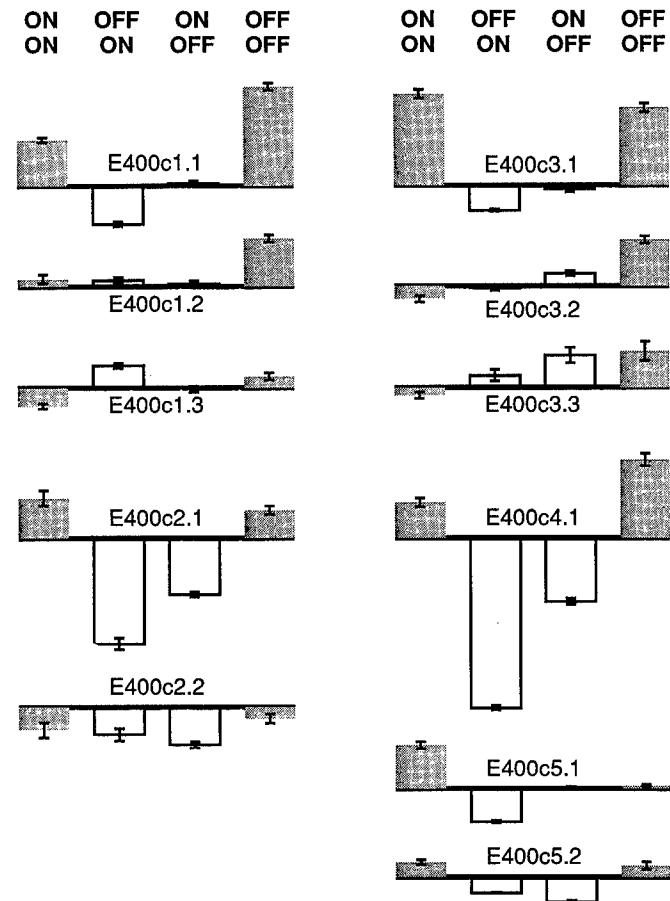 ON OFF ON OFF
ON ON OFF OFF
E400c1.1
E400c1.2
E400c1.3
E400c2.1
E400c2.2
ON OFF ON OFF
ON ON OFF OFF
E400c3.1
E400c3.2
E400c3.3
E400c4.1
E400c5.1
E400c5.2